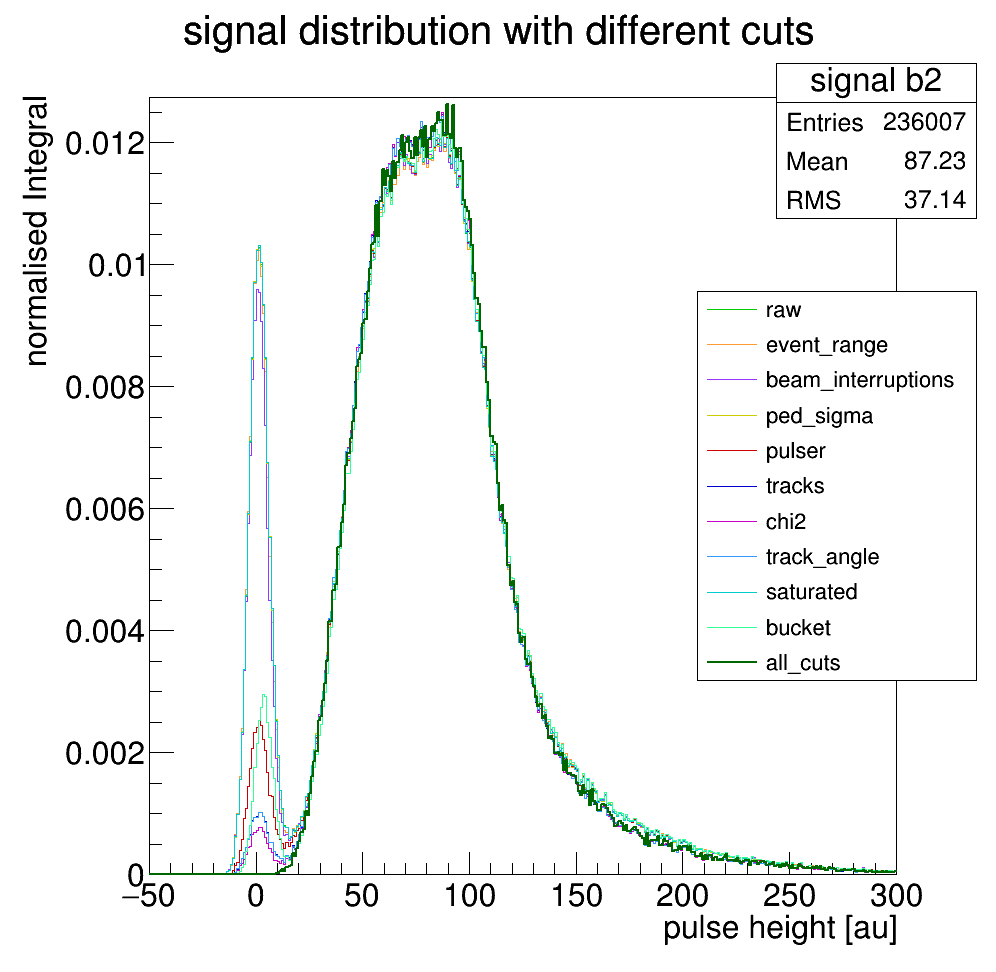 signal distribution with different cuts
signal b2
Entries 236007
Mean 87.23
RMS 37.14
normalised Integral
0.012
0.01
0.008
0.006
0.004
0.002
0
raw
event_range
beam_interruptions
ped_sigma
pulser
tracks
chi2
track_angle
saturated
bucket
all_cuts
−50 0 50 100 150 200 250 300
pulse height [au]